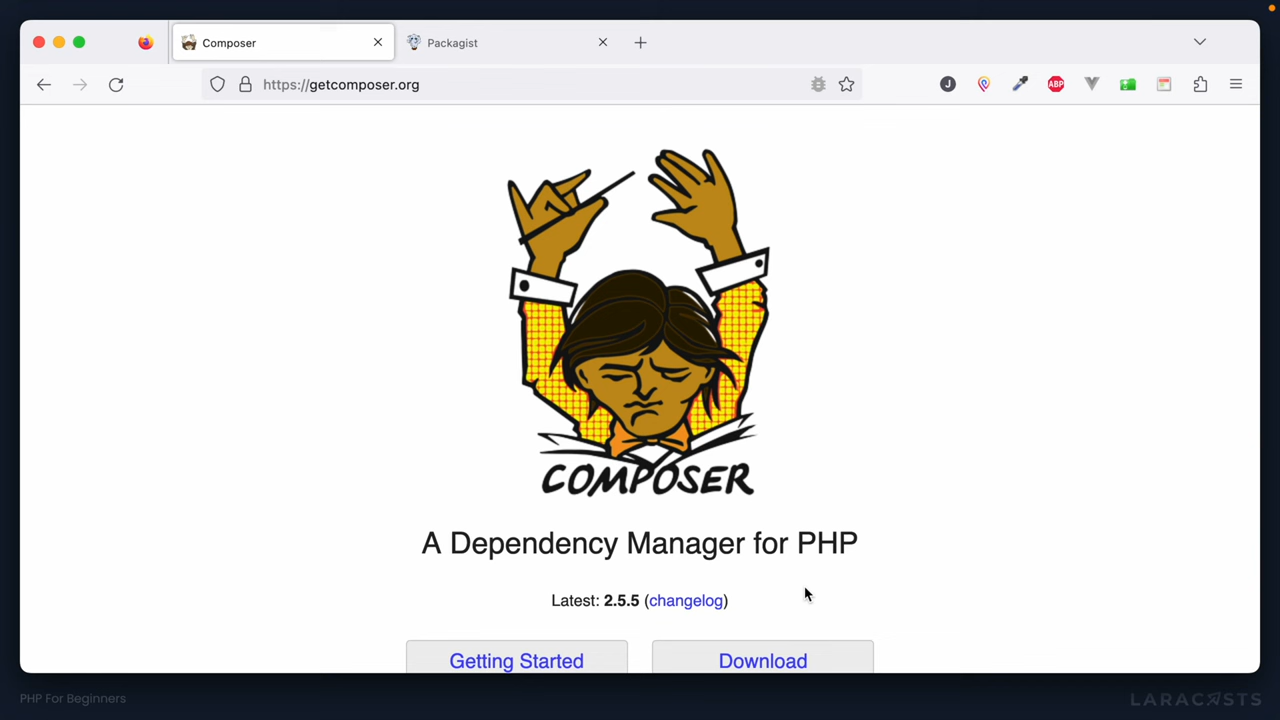 Composer
Packagist
https://getcomposer.org
J
ABP
COMPOSER
A Dependency Manager for PHP
Latest: 2.5.5 (changelog)
Getting Started
Download
PHP For Beginners
LARACASTS